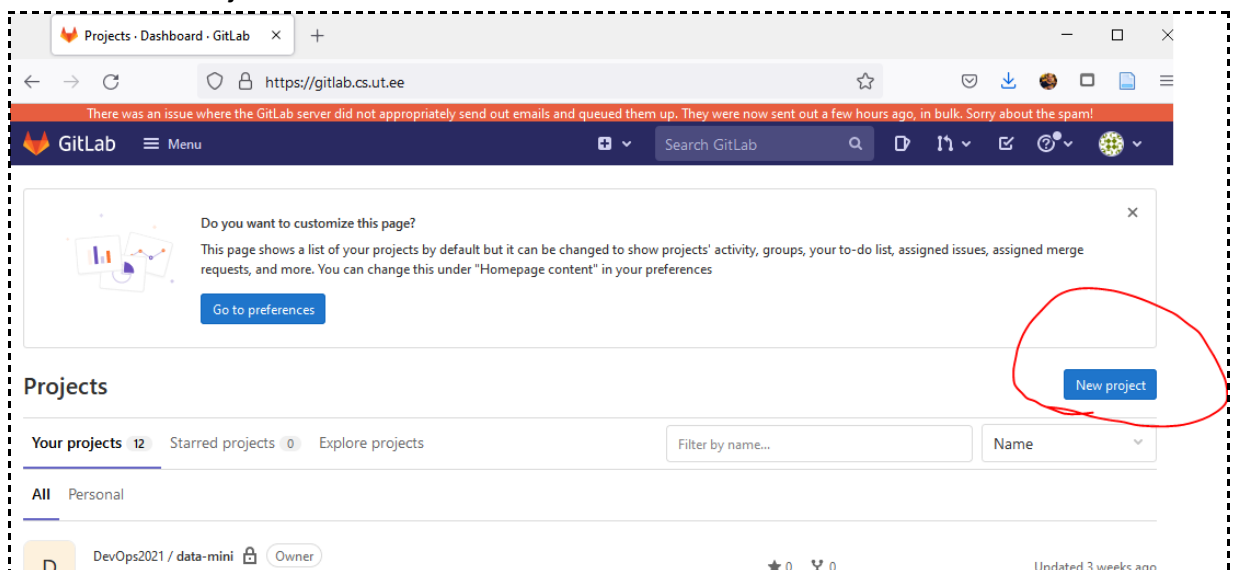 Projects · Dashboard · GitLab
https://gitlab.cs.ut.ee
There was an issue where the GitLab server did not appropriately send out emails and queued them up. They were now sent out a few hours ago, in bulk. Sorry about the spam!
GitLab Menu Search GitLab
Do you want to customize this page?
This page shows a list of your projects by default but it can be changed to show projects' activity, groups, your to-do list, assigned issues, assigned merge
requests, and more. You can change this under "Homepage content" in your preferences
Go to preferences
Projects New project
Your projects 12 Starred projects 0 Explore projects Filter by name... Name
All Personal
D DevOps2021 / data-mini Owner
0 0 Updated 3 weeks ago